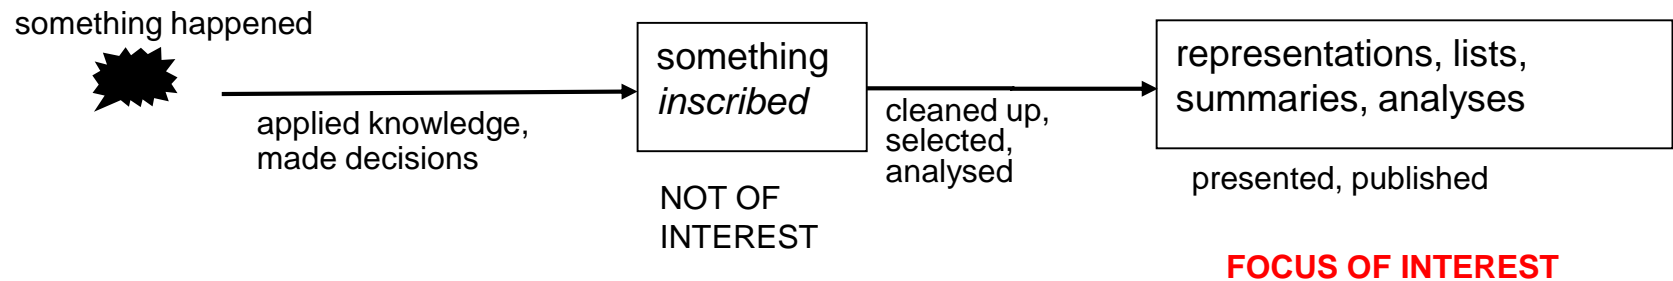 something happened
applied knowledge,
made decisions
something
inscribed
NOT OF
INTEREST
cleaned up,
selected,
analysed
representations, lists,
summaries, analyses
presented, published
FOCUS OF INTEREST